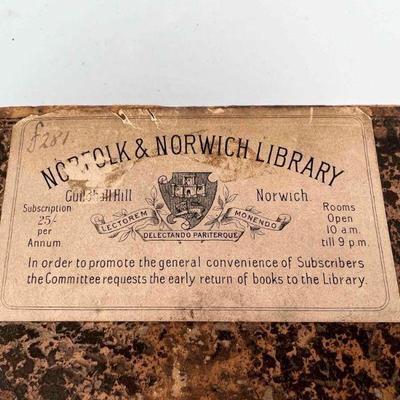 f281
NORFOLK & NORWICH LIBRARY
Guildhall Hill Norwich.
Subscription 25/- per Annum
LECTOREM DELECTANDO PARITERQUE MONENDO
Rooms Open 10 a.m. till 9 p.m.
In order to promote the general convenience of Subscribers
the Committee requests the early return of books to the Library.